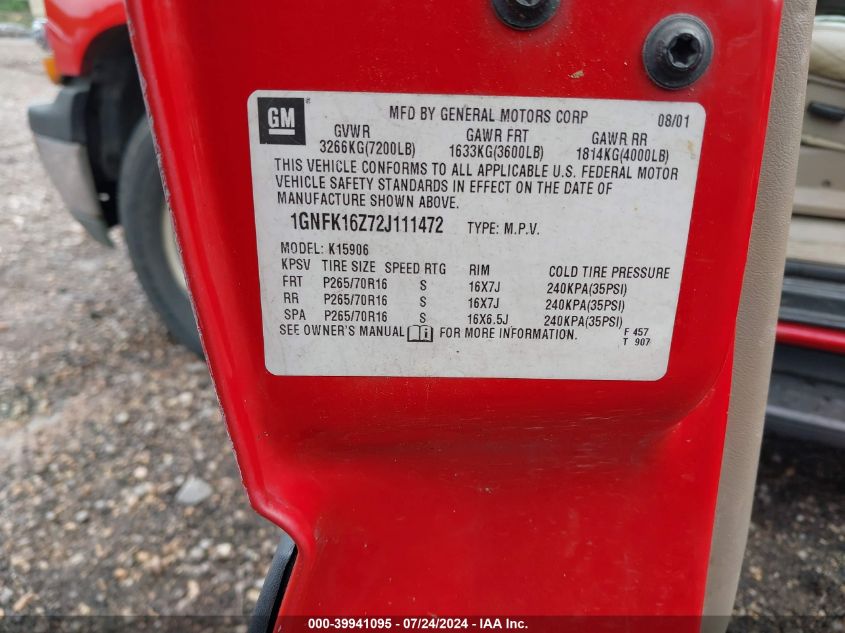 GM
MFD BY GENERAL MOTORS CORP 08/01
GVWR GAWR FRT GAWR RR
3266KG(7200LB) 1633KG(3600LB) 1814KG(4000LB)
THIS VEHICLE CONFORMS TO ALL APPLICABLE U.S. FEDERAL MOTOR
VEHICLE SAFETY STANDARDS IN EFFECT ON THE DATE OF
MANUFACTURE SHOWN ABOVE.
1GNFK16Z72J111472 TYPE: M.P.V.
MODEL: K15906
KPSV TIRE SIZE SPEED RTG RIM COLD TIRE PRESSURE
FRT P265/70R16 S 16X7J 240KPA(35PSI)
RR P265/70R16 S 16X7J 240KPA(35PSI)
SPA P265/70R16 S 16X6.5J 240KPA(35PSI)
SEE OWNER'S MANUAL FOR MORE INFORMATION.
F 457
T 907
000-39941095 - 07/24/2024 - IAA Inc.